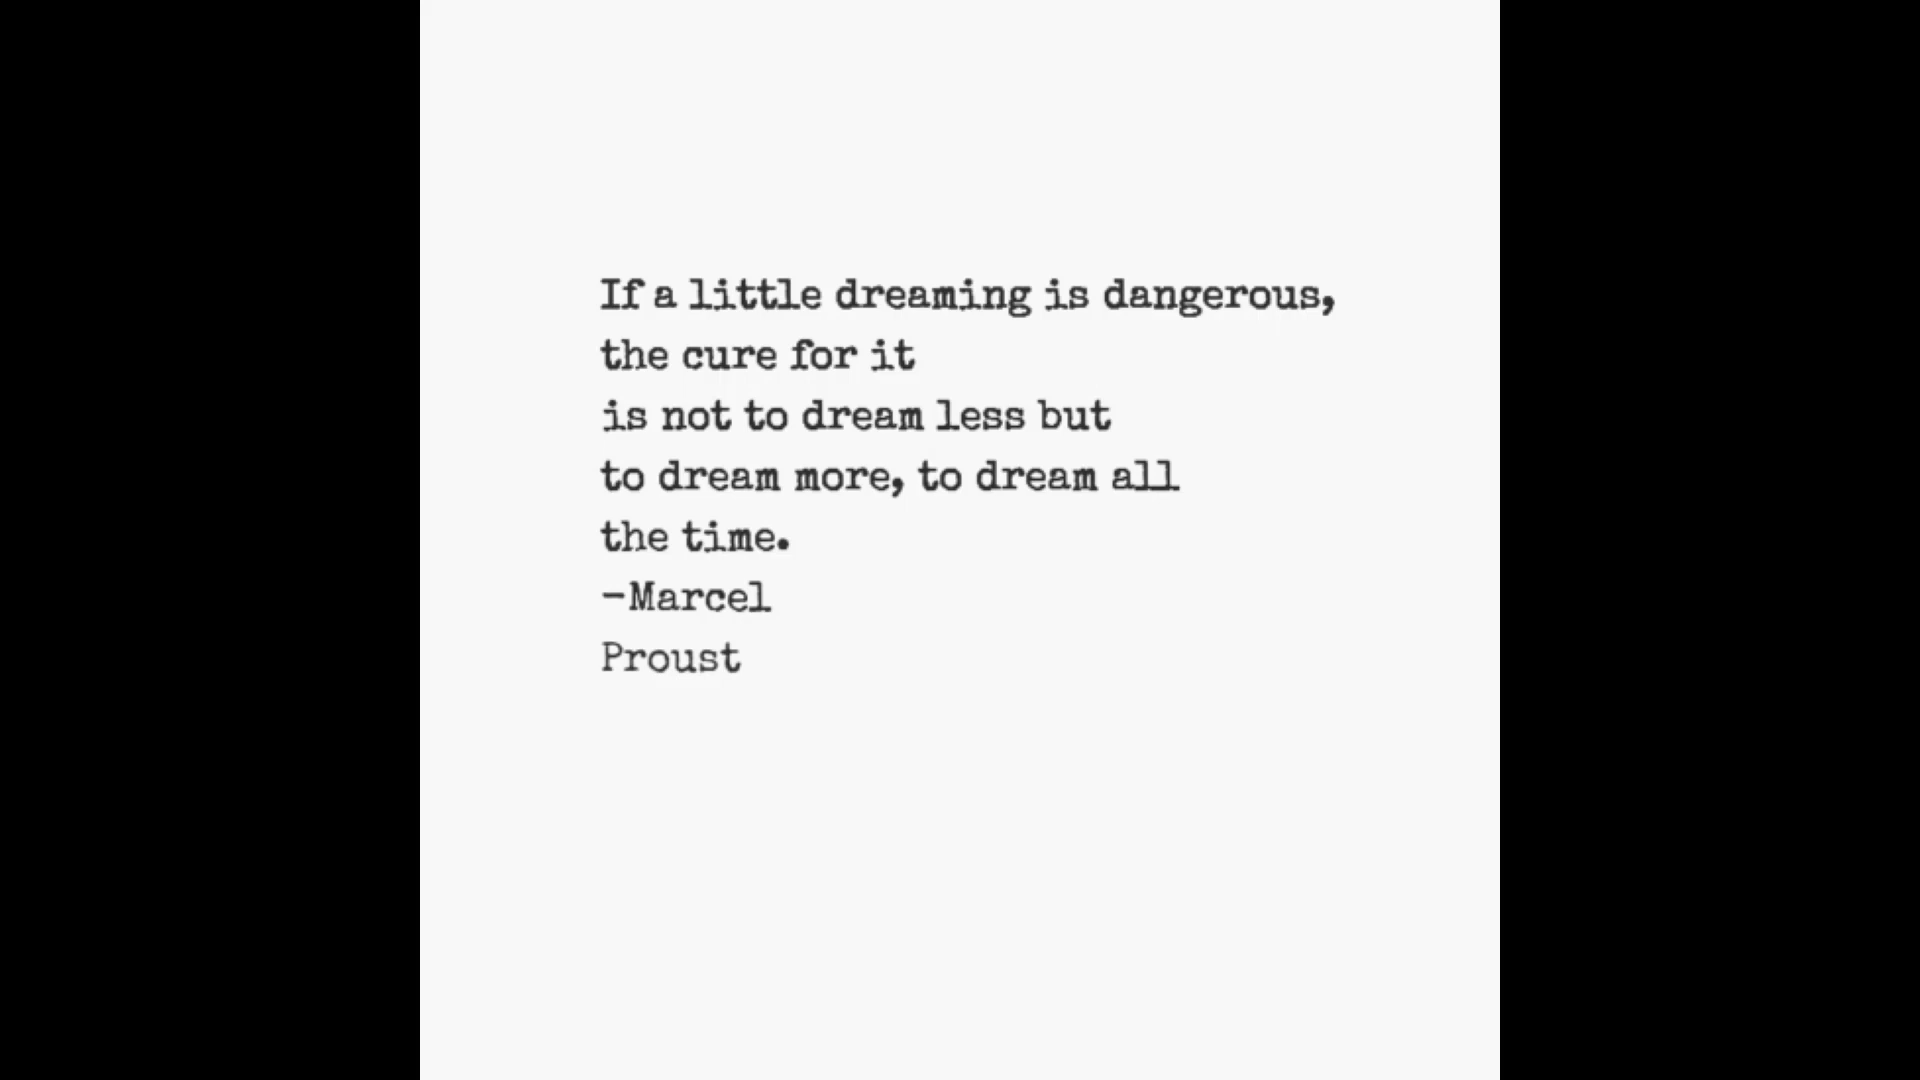 If a little dreaming is dangerous,
the cure for it
is not to dream less but
to dream more, to dream all
the time.
-Marcel
Proust